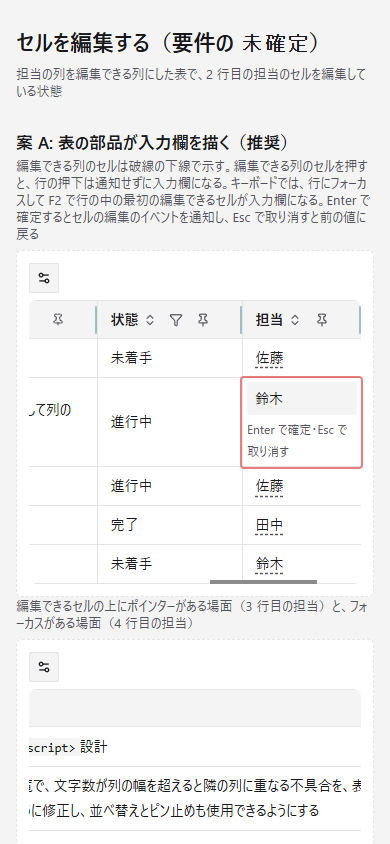 セルを編集する（要件の 未確定）
担当の列を編集できる列にした表で、2 行目の担当のセルを編集して
いる状態
案 A: 表の部品が入力欄を描く（推奨）
編集できる列のセルは破線の下線で示す。編集できる列のセルを押す
と、行の押下は通知せずに入力欄になる。キーボードでは、行にフォーカ
スして F2 で行の中の最初の編集できるセルが入力欄になる。Enter で
確定するとセルの編集のイベントを通知し、Esc で取り消すと前の値に
戻る
状態 担当
未着手 佐藤
して列の 進行中 鈴木
Enter で確定・Esc で
取り消す
進行中 佐藤
完了 田中
未着手 鈴木
編集できるセルの上にポインターがある場面（3 行目の担当）と、フォ
ーカスがある場面（4 行目の担当）
script> 設計
で、文字数が列の幅を超えると隣の列に重なる不具合を、表
に修正し、並べ替えとピン止めも使用できるようにする